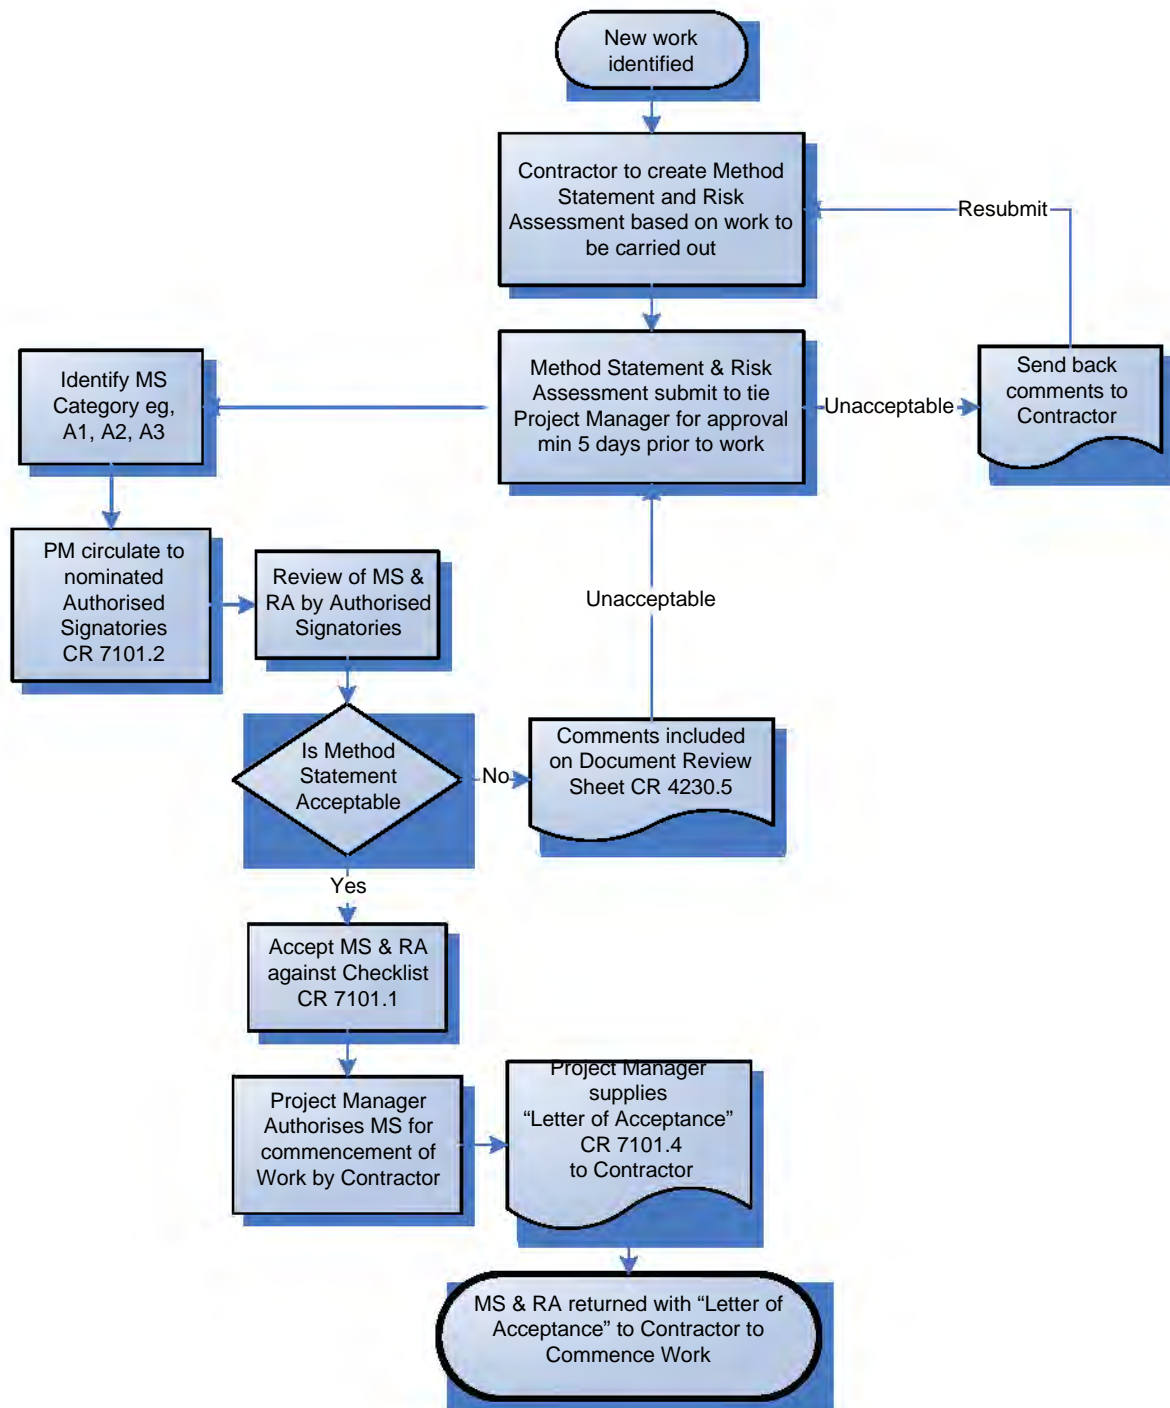 New work
identified
Contractor to create Method
Statement and Risk
Assessment based on work to
be carried out
Resubmit
Identify MS
Category eg,
A1, A2, A3
Method Statement & Risk
Assessment submit to tie
Project Manager for approval
min 5 days prior to work
Unacceptable
Send back
comments to
Contractor
PM circulate to
nominated
Authorised
Signatories
CR 7101.2
Review of MS &
RA by Authorised
Signatories
Unacceptable
Is Method
Statement
Acceptable
No
Comments included
on Document Review
Sheet CR 4230.5
Yes
Accept MS & RA
against Checklist
CR 7101.1
Project Manager
Authorises MS for
commencement of
Work by Contractor
Project Manager
supplies
“Letter of Acceptance”
CR 7101.4
to Contractor
MS & RA returned with “Letter of
Acceptance” to Contractor to
Commence Work